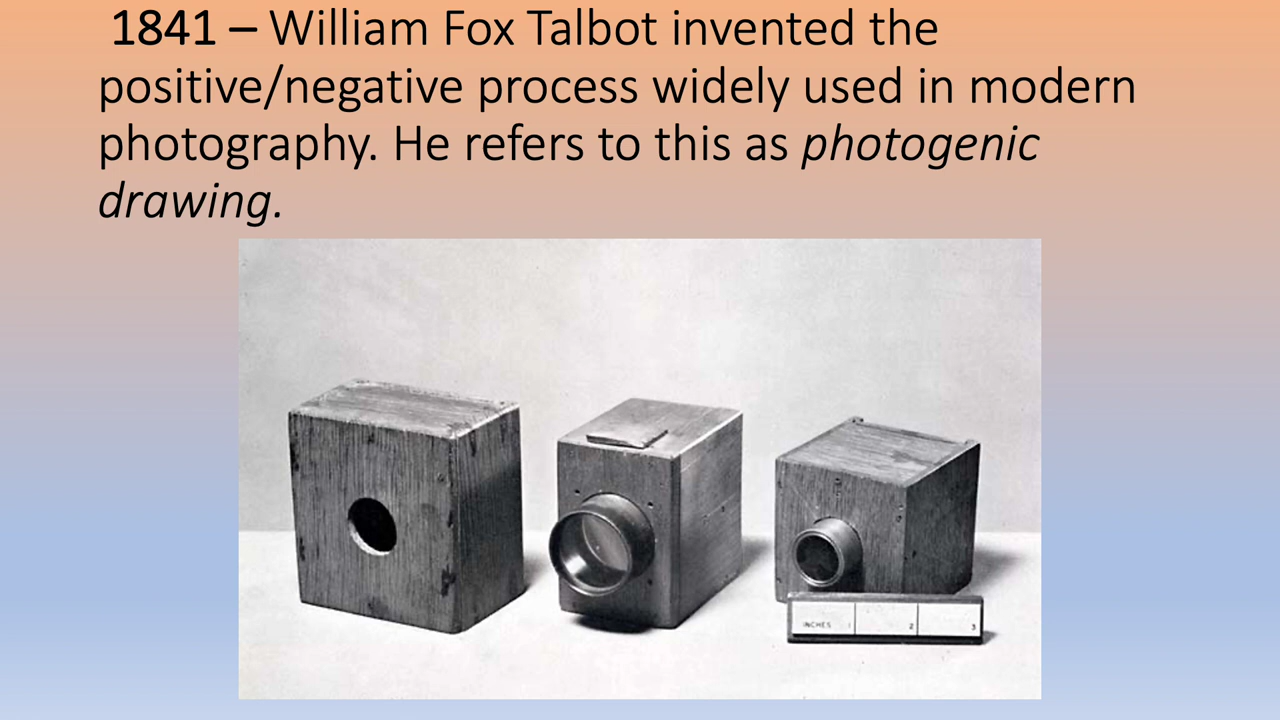 1841 – William Fox Talbot invented the
positive/negative process widely used in modern
photography. He refers to this as photogenic
drawing.
INCHES 1 2 3